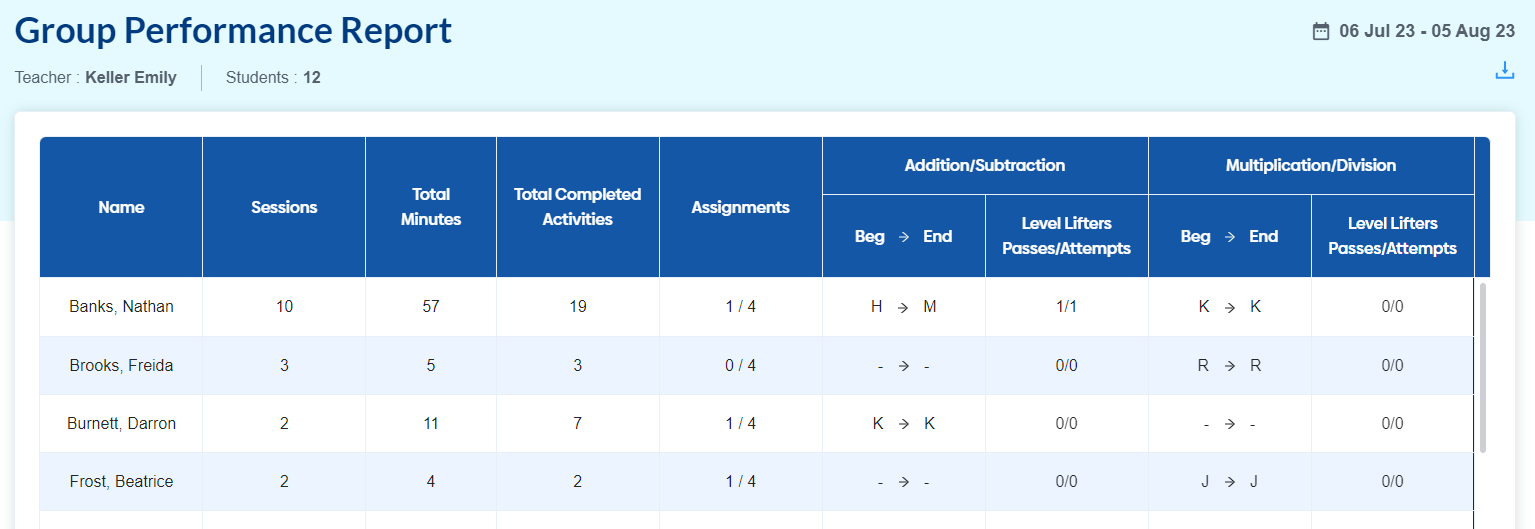 Group Performance Report
06 Jul 23 - 05 Aug 23
Teacher : Keller Emily
Students : 12
Name
Sessions
Total
Minutes
Total Completed
Activities
Assignments
Addition/Subtraction
Multiplication/Division
Beg → End
Level Lifters
Passes/Attempts
Beg → End
Level Lifters
Passes/Attempts
Banks, Nathan 10 57 19 1 / 4 H → M 1/1 K → K 0/0
Brooks, Freida 3 5 3 0 / 4 - → - 0/0 R → R 0/0
Burnett, Darron 2 11 7 1 / 4 K → K 0/0 - → - 0/0
Frost, Beatrice 2 4 2 1 / 4 - → - 0/0 J → J 0/0